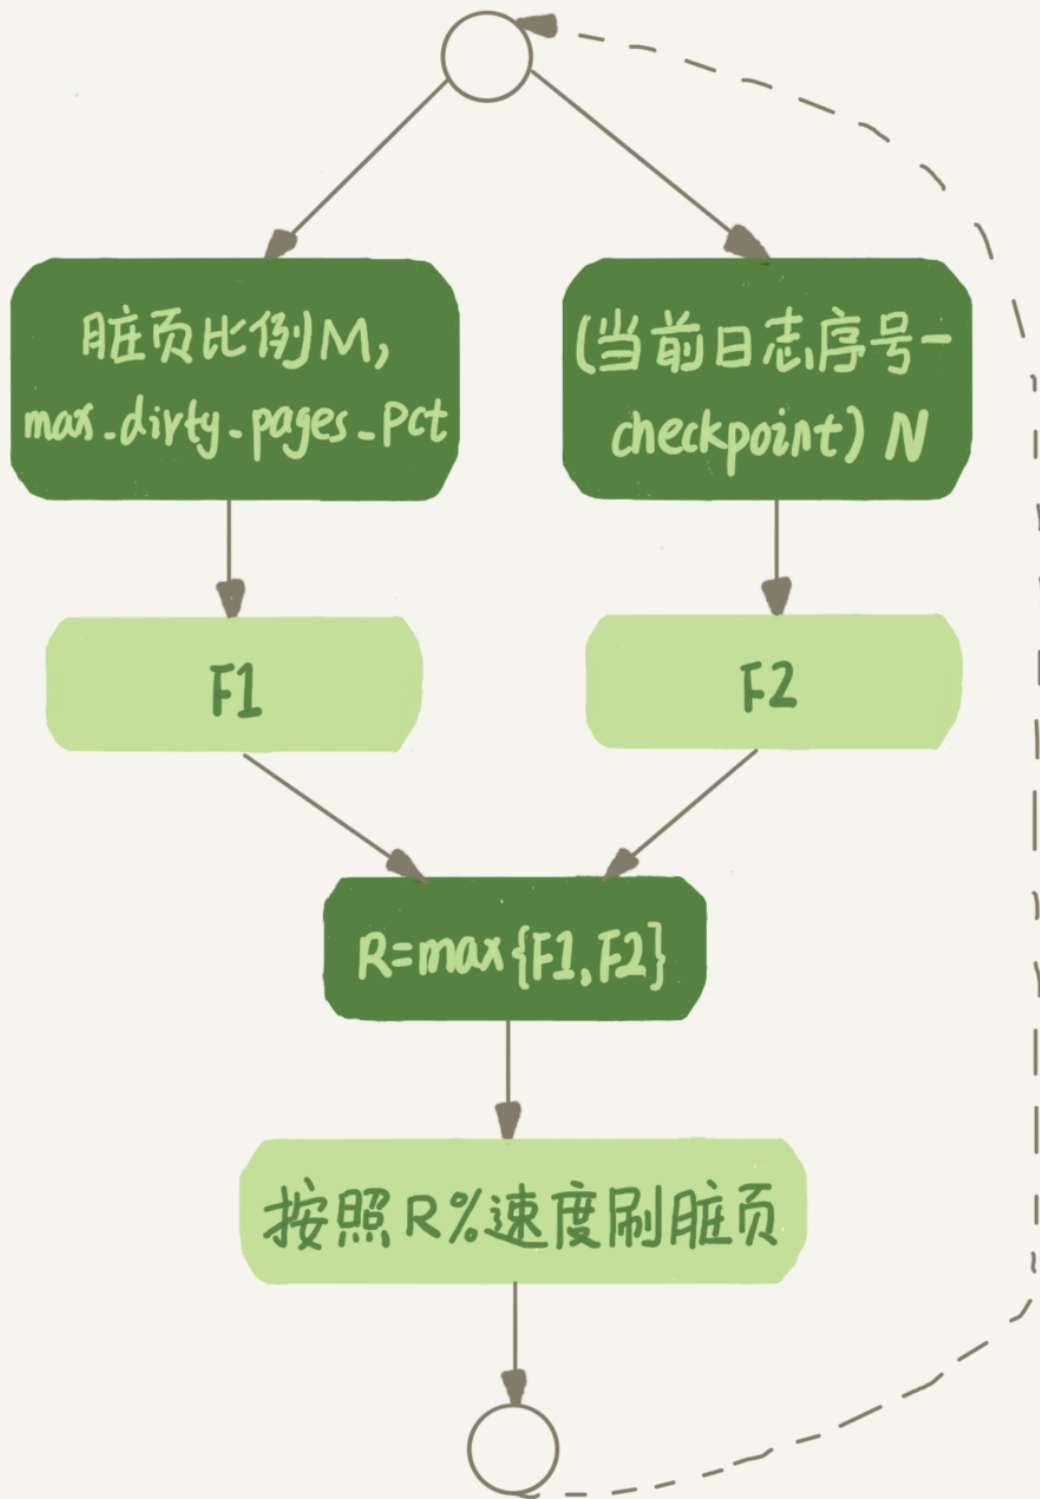 脏页比例M,
max_dirty_pages_pct
(当前日志序号-
checkpoint) N
F1
F2
R=max{F1,F2}
按照R%速度刷脏页